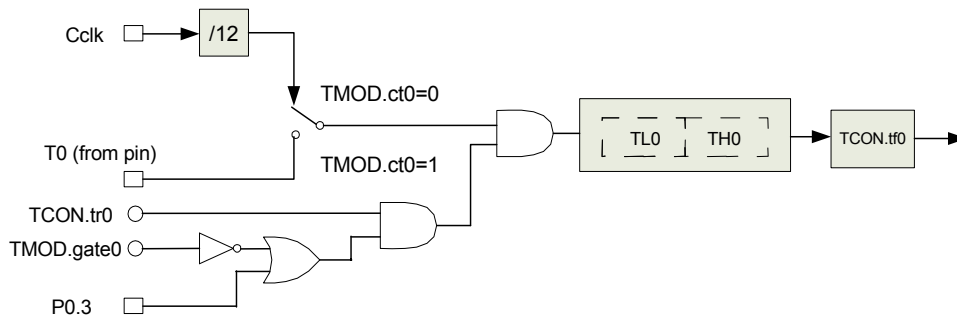 Cclk
/12
TMOD.ct0=0
T0 (from pin)
TMOD.ct0=1
TL0
TH0
TCON.tf0
TCON.tr0
TMOD.gate0
P0.3